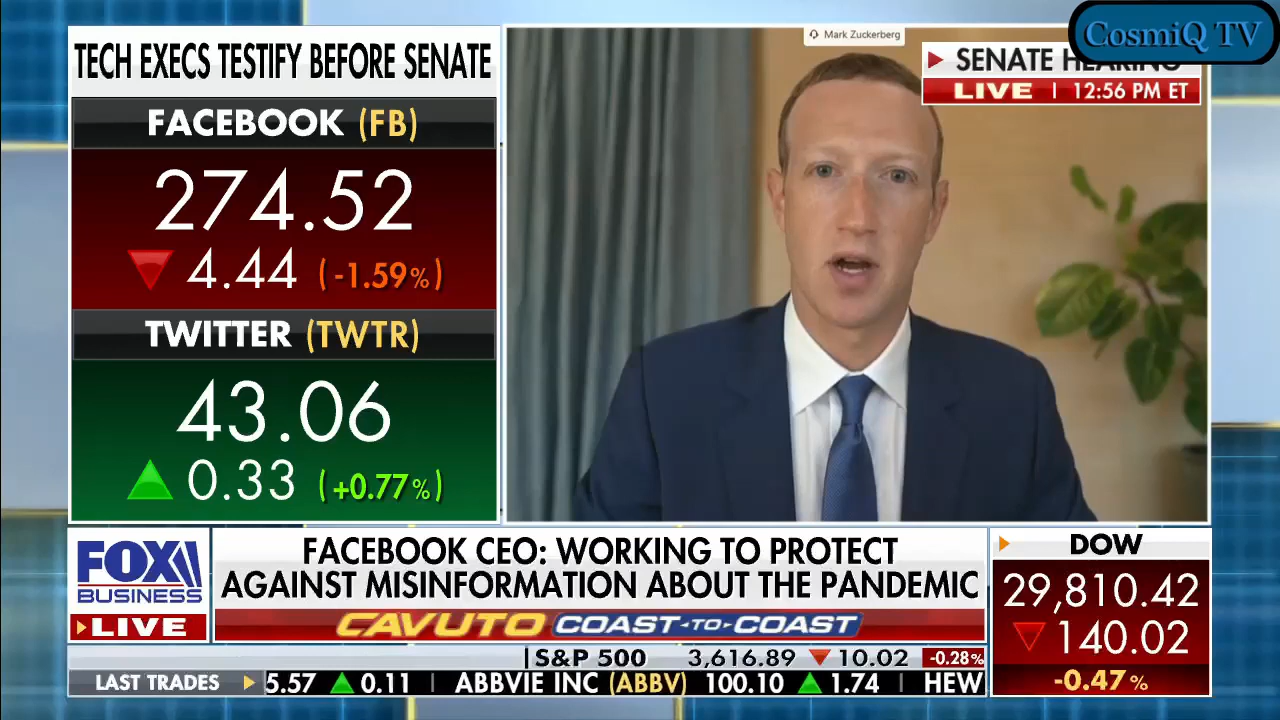 CosmiQ TV
Mark Zuckerberg
TECH EXECS TESTIFY BEFORE SENATE
SENATE HEARING
LIVE | 12:56 PM ET
FACEBOOK (FB)
274.52
▼ 4.44 (-1.59%)
TWITTER (TWTR)
43.06
▲ 0.33 (+0.77%)
FOX
BUSINESS
LIVE
FACEBOOK CEO: WORKING TO PROTECT
AGAINST MISINFORMATION ABOUT THE PANDEMIC
CAVUTO COAST-TO-COAST
DOW
29,810.42
▼ 140.02
-0.47%
S&P 500 3,616.89 ▼ 10.02 -0.28%
LAST TRADES 5.57 ▲ 0.11 | ABBVIE INC (ABBV) 100.10 ▲ 1.74 | HEW